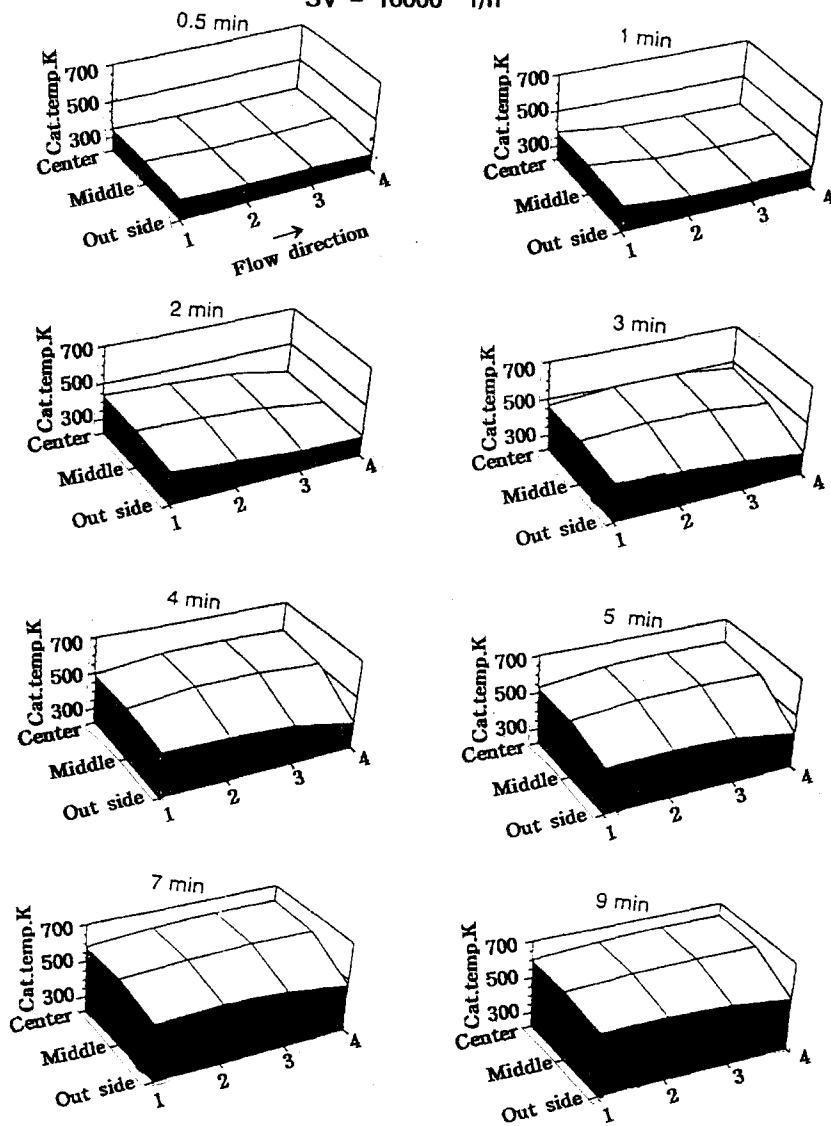 SV = 16000 1/h
0.5 min
Cat.temp.K
700
500
300
Center
Middle
Out side
1
2
3
4
Flow direction
1 min
Cat.temp.K
700
500
300
Center
Middle
Out side
1
2
3
4
2 min
Cat.temp.K
700
500
300
Center
Middle
Out side
1
2
3
4
3 min
Cat.temp.K
700
500
300
Center
Middle
Out side
1
2
3
4
4 min
Cat.temp.K
700
500
300
Center
Middle
Out side
1
2
3
4
5 min
Cat.temp.K
700
500
300
Center
Middle
Out side
1
2
3
4
7 min
Cat.temp.K
700
500
300
Center
Middle
Out side
1
2
3
4
9 min
Cat.temp.K
700
500
300
Center
Middle
Out side
1
2
3
4